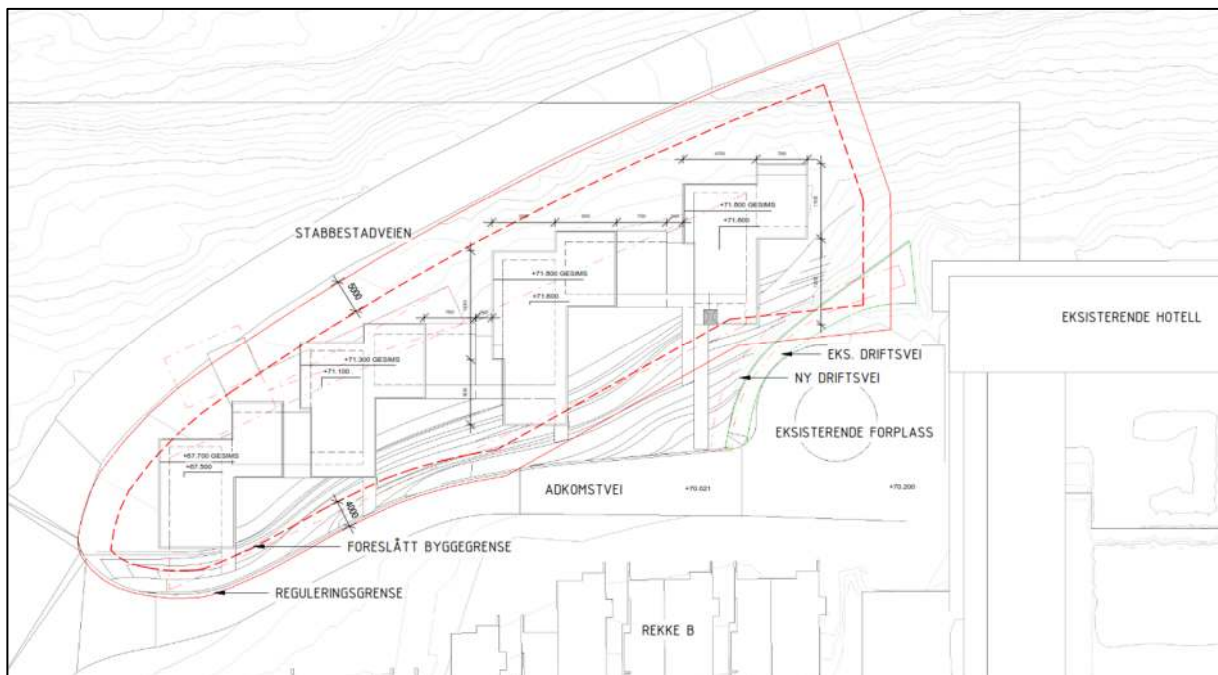 STABBESTADVEIEN
+71.800 GESIMS
+71.600
+71.800 GESIMS
+71.600
5000
EKSISTERENDE HOTELL
+71.300 GESIMS
+71.100
EKS. DRIFTSVEI
NY DRIFTSVEI
EKSISTERENDE FORPLASS
+67.700 GESIMS
+67.500
ADKOMSTVEI
+70.021
+70.200
4000
FORESLÅTT BYGGEGRENSE
REGULERINGSGRENSE
REKKE B